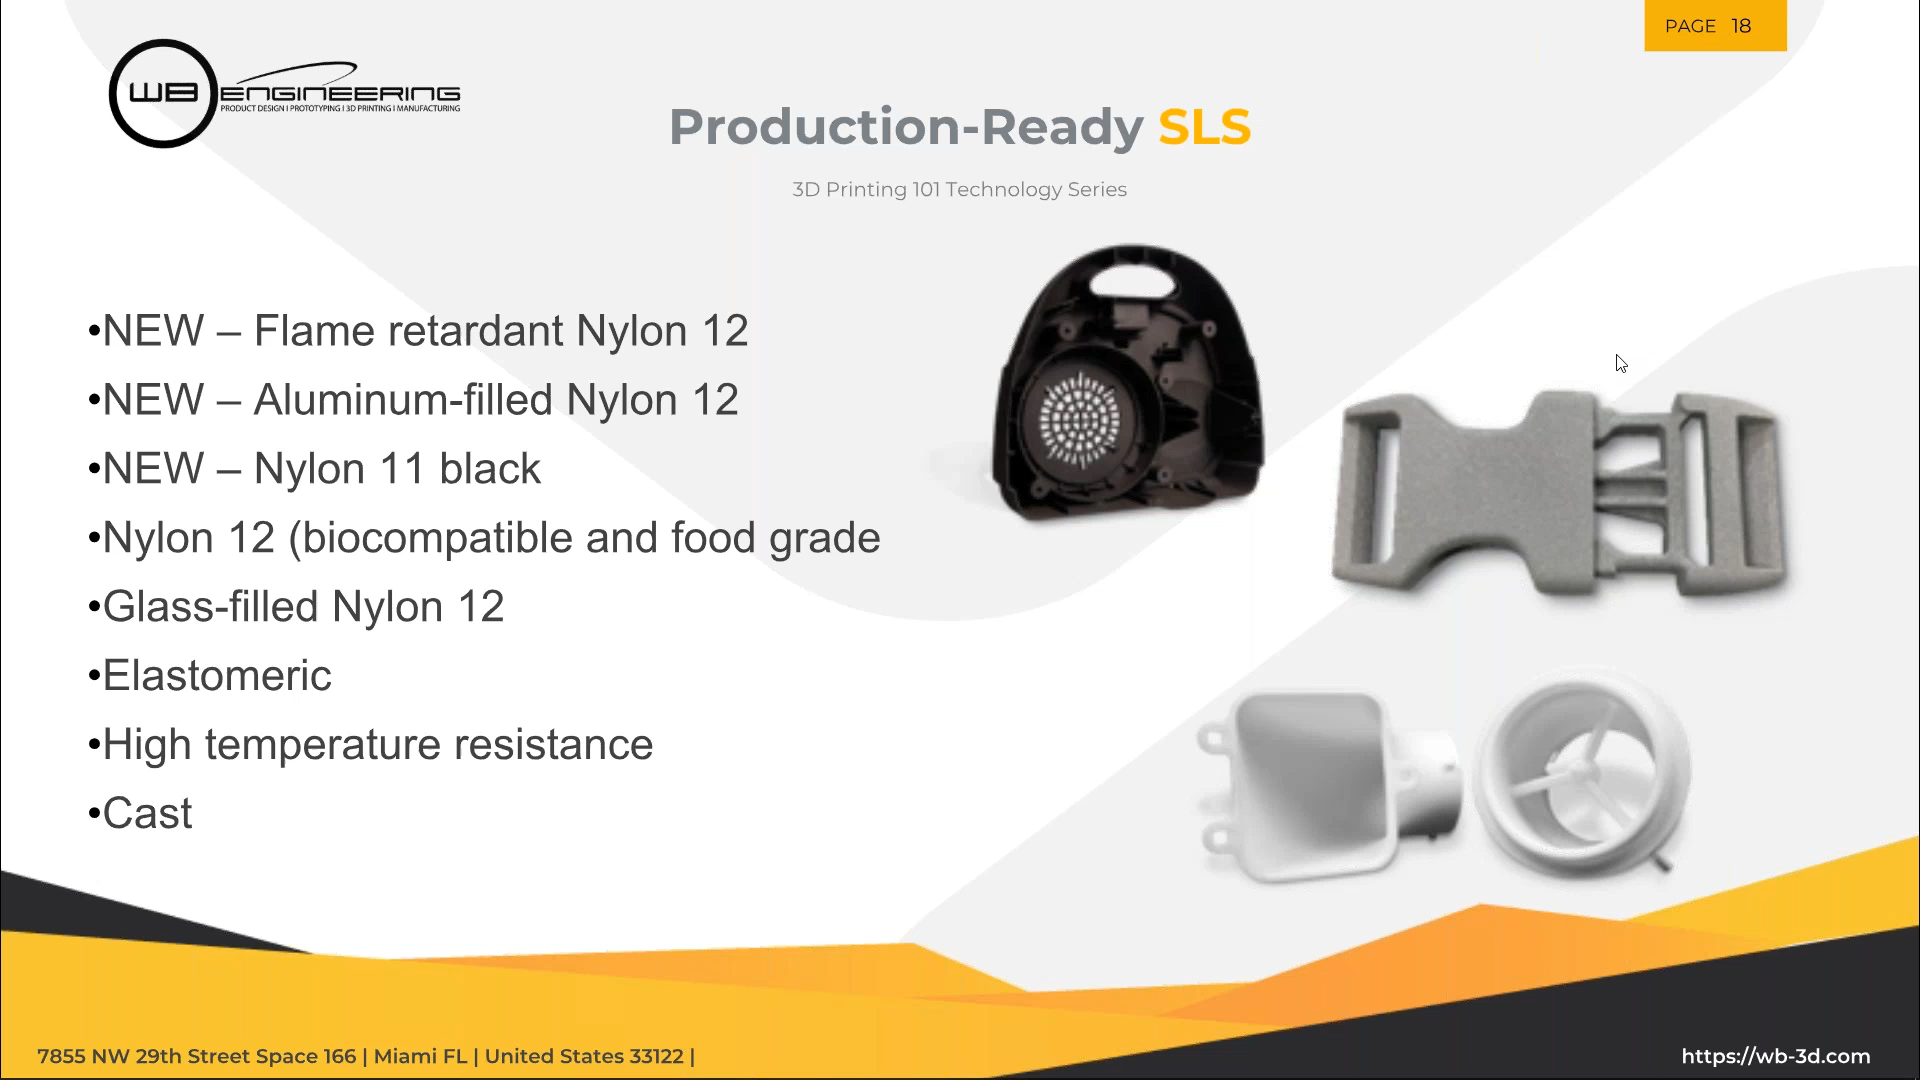 PAGE 18
WB ENGINEERING
PRODUCT DESIGN I PROTOTYPING I 3D PRINTING I MANUFACTURING
Production-Ready SLS
3D Printing 101 Technology Series
•NEW – Flame retardant Nylon 12
•NEW – Aluminum-filled Nylon 12
•NEW – Nylon 11 black
•Nylon 12 (biocompatible and food grade
•Glass-filled Nylon 12
•Elastomeric
•High temperature resistance
•Cast
7855 NW 29th Street Space 166 | Miami FL | United States 33122 |
https://wb-3d.com